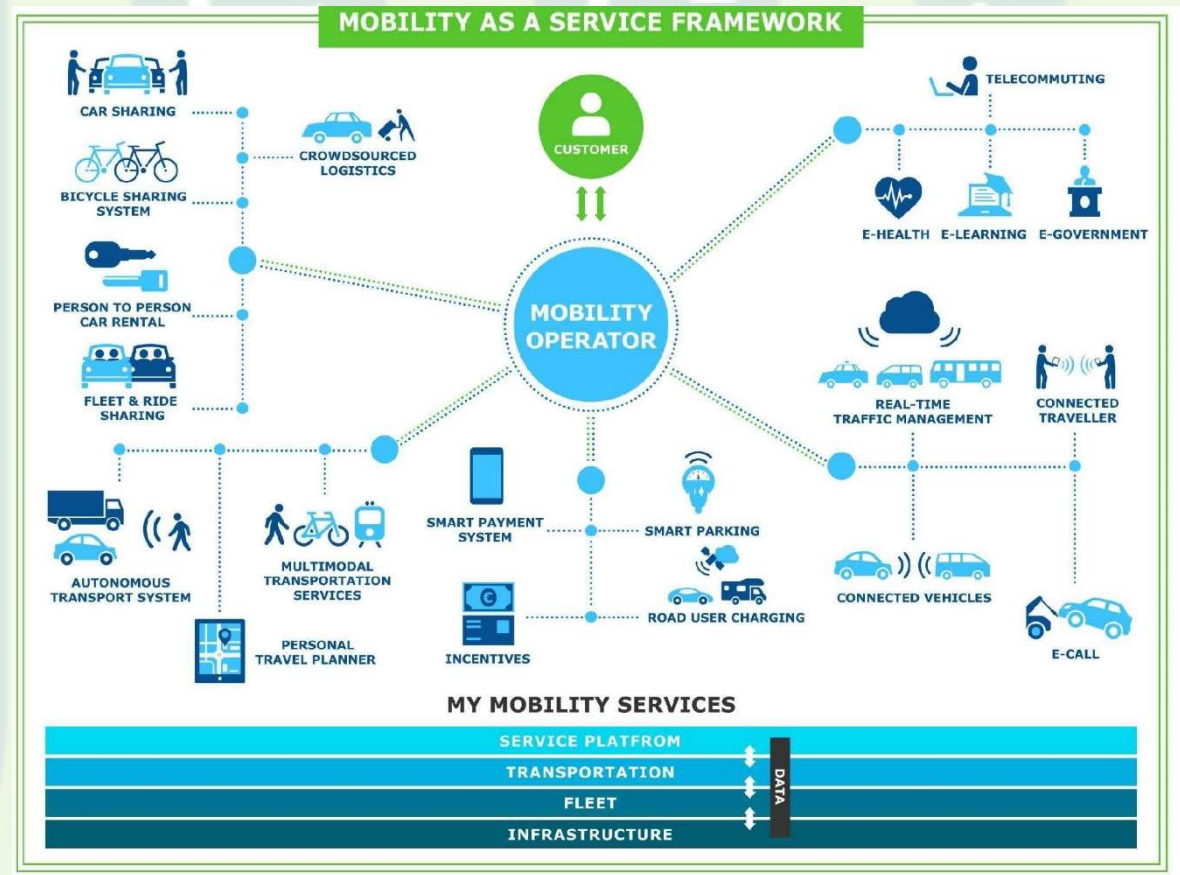 MOBILITY AS A SERVICE FRAMEWORK
CAR SHARING
CROWDSOURCED
LOGISTICS
BICYCLE SHARING
SYSTEM
PERSON TO PERSON
CAR RENTAL
FLEET & RIDE
SHARING
CUSTOMER
MOBILITY
OPERATOR
TELECOMMUTING
E-HEALTH
E-LEARNING
E-GOVERNMENT
REAL-TIME
TRAFFIC MANAGEMENT
CONNECTED
TRAVELLER
AUTONOMOUS
TRANSPORT SYSTEM
MULTIMODAL
TRANSPORTATION
SERVICES
PERSONAL
TRAVEL PLANNER
SMART PAYMENT
SYSTEM
SMART PARKING
INCENTIVES
ROAD USER CHARGING
CONNECTED VEHICLES
E-CALL
MY MOBILITY SERVICES
SERVICE PLATFROM
TRANSPORTATION
FLEET
INFRASTRUCTURE
DATA